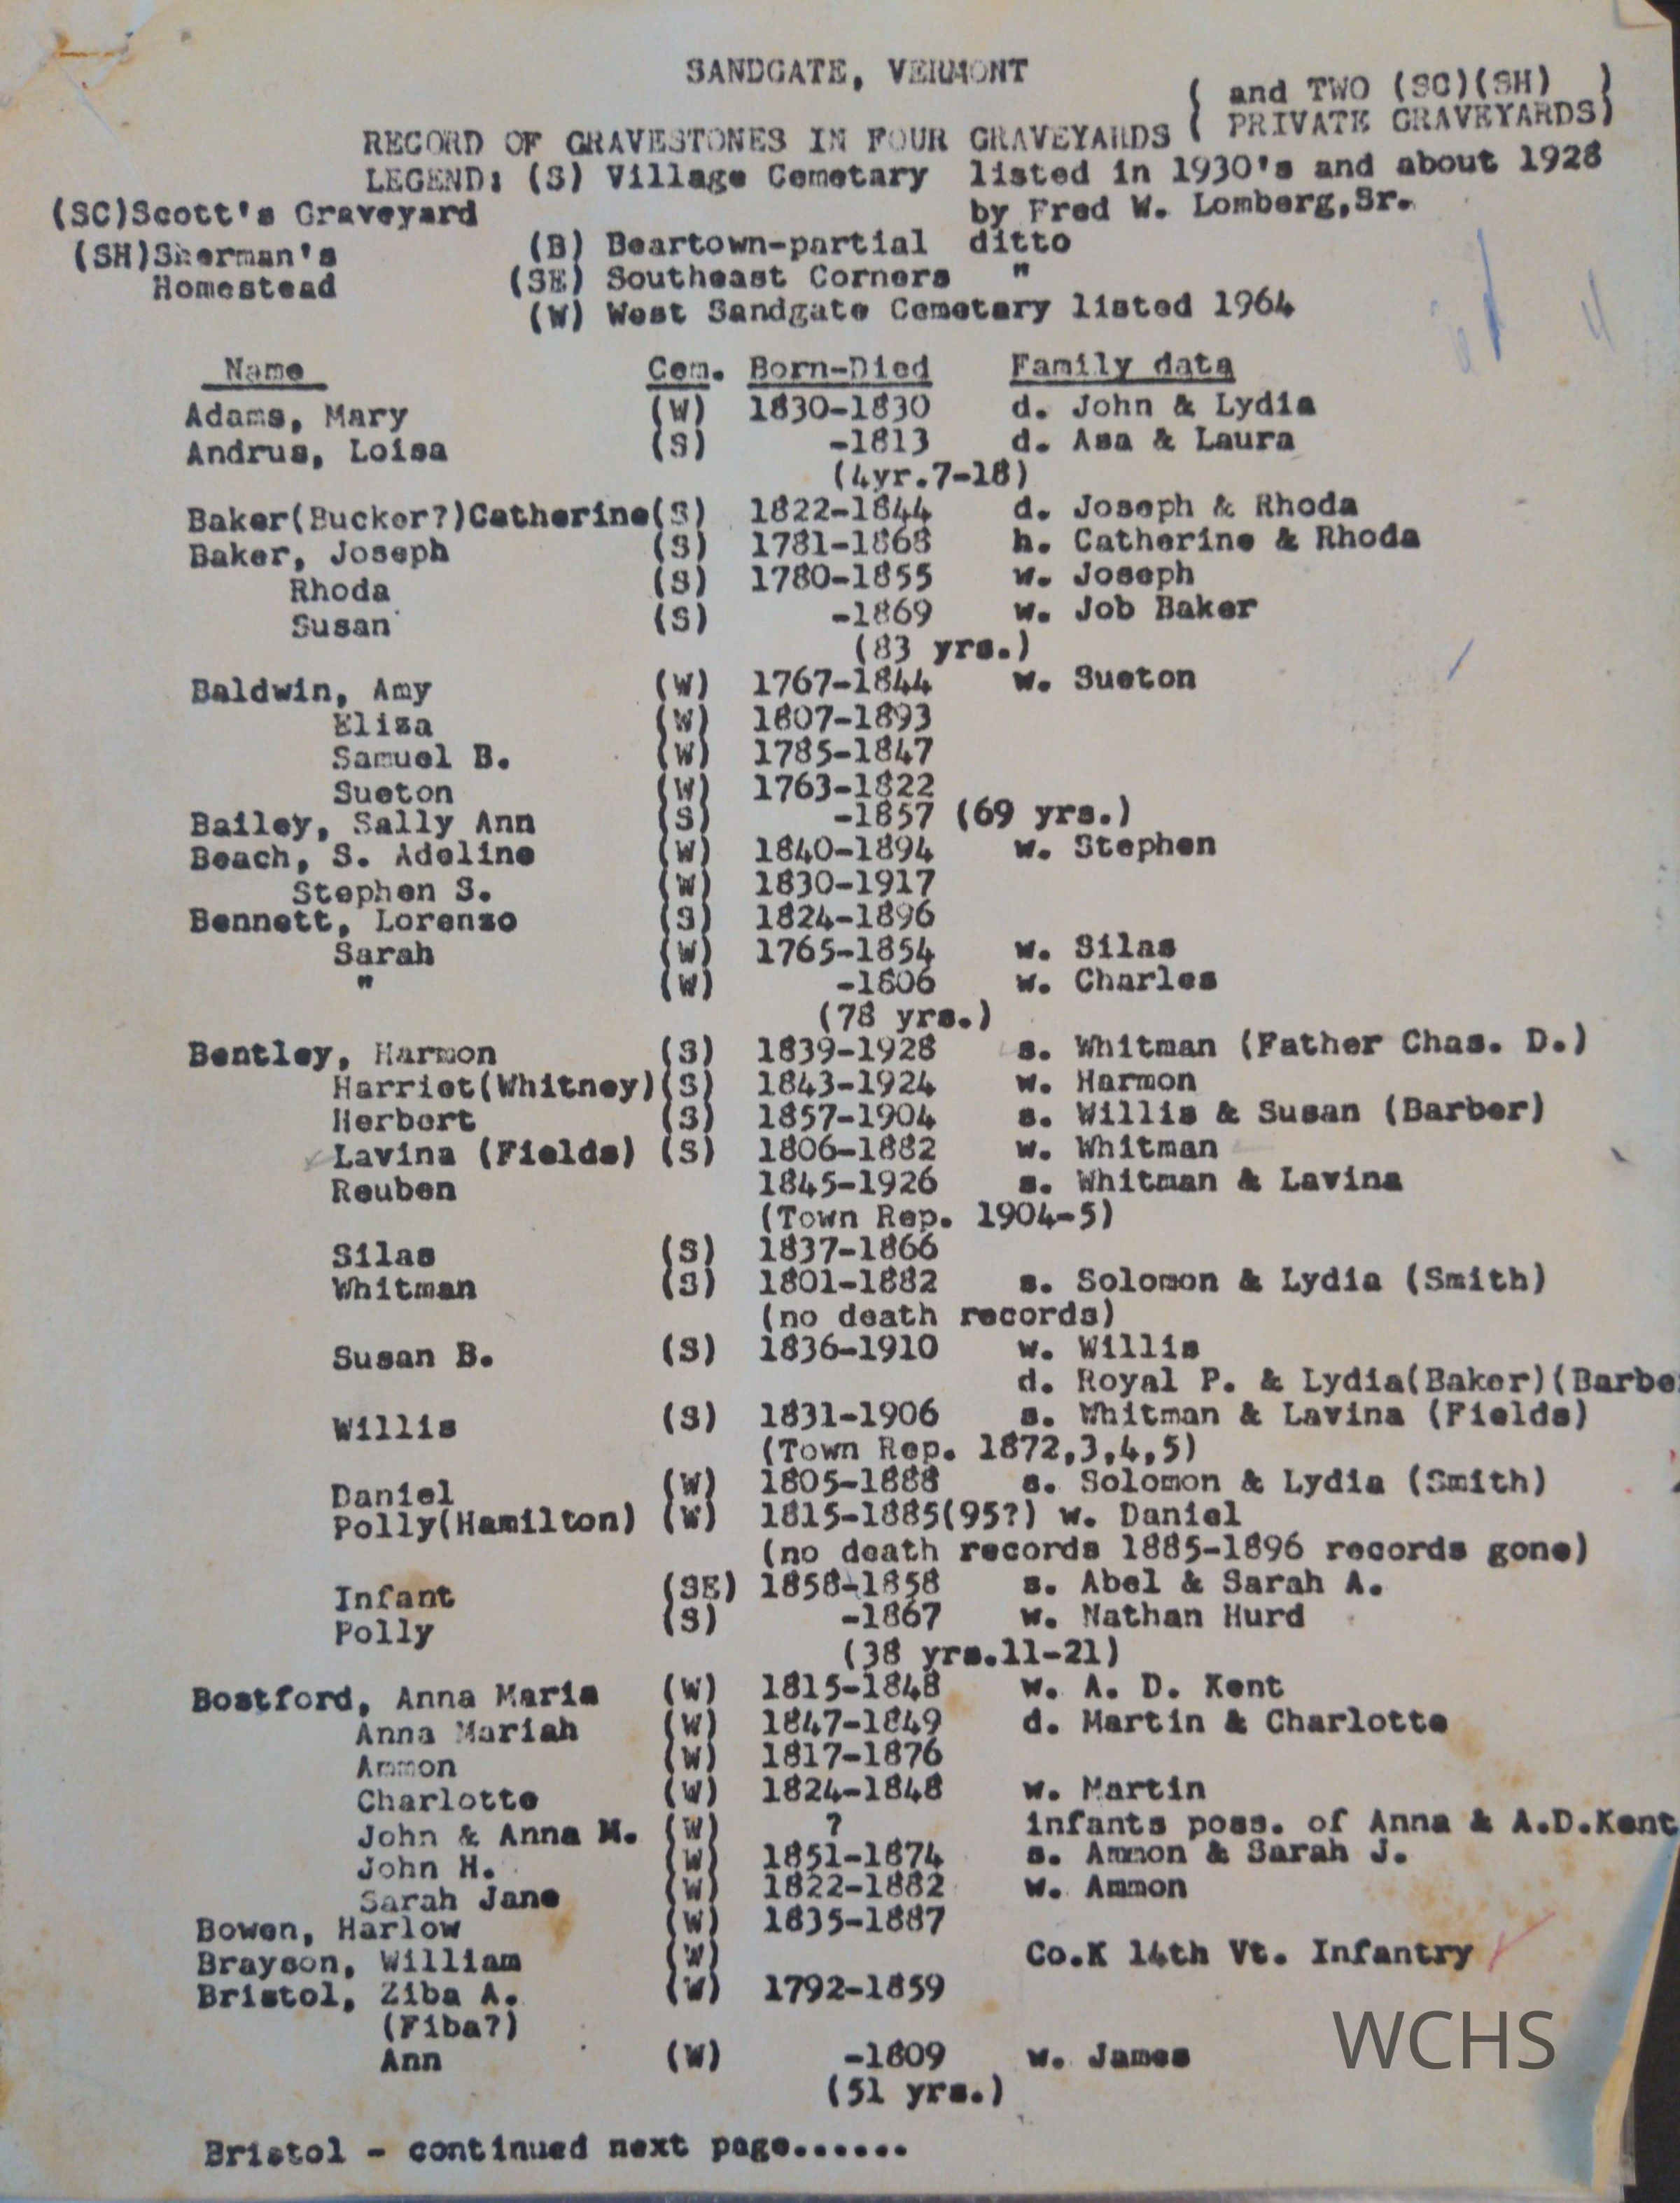 SANDGATE, VERMONT
( and TWO (SC)(SH) )
RECORD OF GRAVESTONES IN FOUR GRAVEYARDS ( PRIVATE GRAVEYARDS)
LEGEND: (S) Village Cemetary listed in 1930's and about 1928
(SC)Scott's Graveyard by Fred W. Lomberg,Sr.
(SH)Sherman's (B) Beartown-partial ditto
Homestead (SE) Southeast Corners "
(W) West Sandgate Cemetary listed 1964
Name Cem. Born-Died Family data
Adams, Mary (W) 1830-1830 d. John & Lydia
Andrus, Loisa (S) -1813 d. Asa & Laura
(4yr.7-18)
Baker(Bucker?)Catherine(S) 1822-1844 d. Joseph & Rhoda
Baker, Joseph (S) 1781-1868 h. Catherine & Rhoda
Rhoda (S) 1780-1855 w. Joseph
Susan (S) -1869 w. Job Baker
(83 yrs.)
Baldwin, Amy (W) 1767-1844 w. Sueton
Eliza (W) 1807-1893
Samuel B. (W) 1785-1847
Sueton (W) 1763-1822
Bailey, Sally Ann (S) -1857 (69 yrs.)
Beach, S. Adeline (W) 1840-1894 w. Stephen
Stephen S. (W) 1830-1917
Bennett, Lorenzo (S) 1824-1896
Sarah (W) 1765-1854 w. Silas
" (W) -1806 w. Charles
(78 yrs.)
Bentley, Harmon (S) 1839-1928 s. Whitman (Father Chas. D.)
Harriet(Whitney)(S) 1843-1924 w. Harmon
Herbert (S) 1857-1904 s. Willis & Susan (Barber)
Lavina (Fields) (S) 1806-1882 w. Whitman
Reuben 1845-1926 s. Whitman & Lavina
(Town Rep. 1904-5)
Silas (S) 1837-1866
Whitman (S) 1801-1882 s. Solomon & Lydia (Smith)
(no death records)
Susan B. (S) 1836-1910 w. Willis
d. Royal P. & Lydia(Baker)(Barbe
Willis (S) 1831-1906 s. Whitman & Lavina (Fields)
(Town Rep. 1872,3,4,5)
Daniel (W) 1805-1888 s. Solomon & Lydia (Smith)
Polly(Hamilton) (W) 1815-1885(95?) w. Daniel
(no death records 1885-1896 records gone)
Infant (SE) 1858-1858 s. Abel & Sarah A.
Polly (S) -1867 w. Nathan Hurd
(38 yrs.11-21)
Bostford, Anna Maria (W) 1815-1848 w. A. D. Kent
Anna Mariah (W) 1847-1849 d. Martin & Charlotte
Ammon (W) 1817-1876
Charlotte (W) 1824-1848 w. Martin
John & Anna M. (W) ? infants poss. of Anna & A.D.Kent
John H. (W) 1851-1874 s. Ammon & Sarah J.
Sarah Jane (W) 1822-1882 w. Ammon
Bowen, Harlow (W) 1835-1887
Brayson, William (W) Co.K 14th Vt. Infantry
Bristol, Ziba A. (W) 1792-1859
(Fiba?)
Ann (W) -1809 w. James
(51 yrs.)
Bristol - continued next page......
WCHS